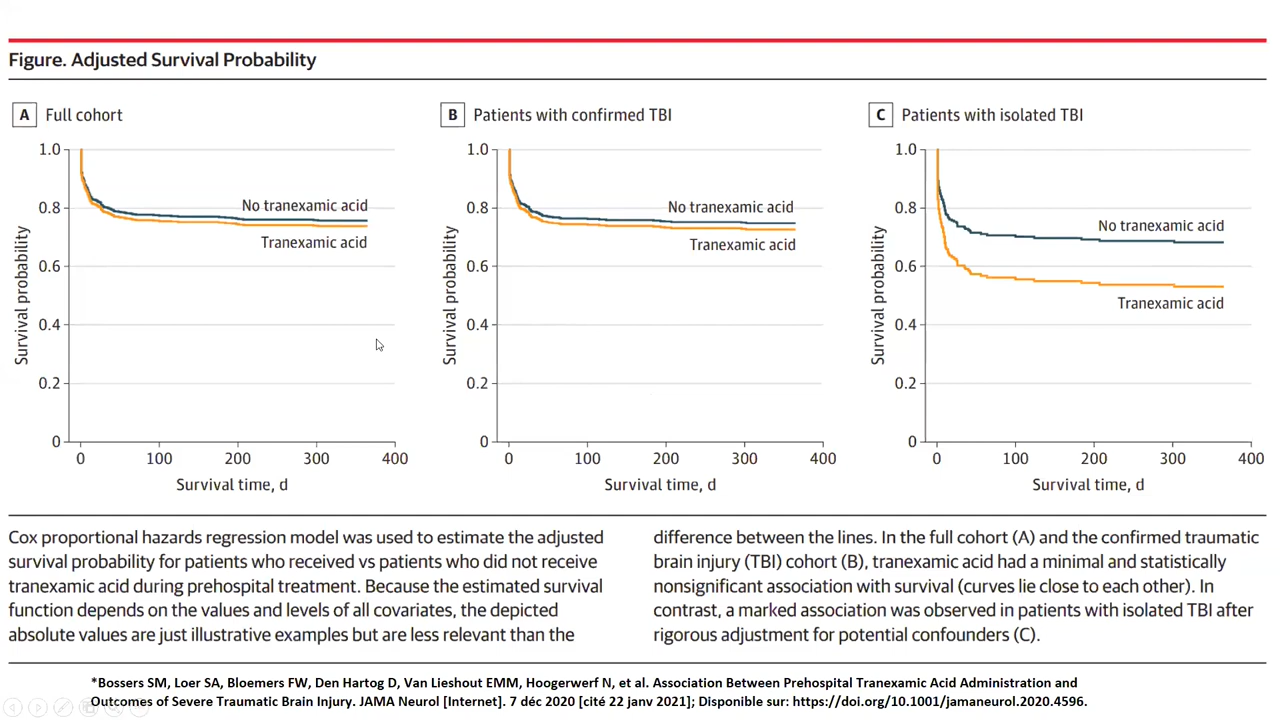 Figure. Adjusted Survival Probability
A Full cohort
1.0
0.8
0.6
0.4
0.2
0
Survival probability
No tranexamic acid
Tranexamic acid
0 100 200 300 400
Survival time, d
B Patients with confirmed TBI
1.0
0.8
0.6
0.4
0.2
0
Survival probability
No tranexamic acid
Tranexamic acid
0 100 200 300 400
Survival time, d
C Patients with isolated TBI
1.0
0.8
0.6
0.4
0.2
0
Survival probability
No tranexamic acid
Tranexamic acid
0 100 200 300 400
Survival time, d
Cox proportional hazards regression model was used to estimate the adjusted
survival probability for patients who received vs patients who did not receive
tranexamic acid during prehospital treatment. Because the estimated survival
function depends on the values and levels of all covariates, the depicted
absolute values are just illustrative examples but are less relevant than the
difference between the lines. In the full cohort (A) and the confirmed traumatic
brain injury (TBI) cohort (B), tranexamic acid had a minimal and statistically
nonsignificant association with survival (curves lie close to each other). In
contrast, a marked association was observed in patients with isolated TBI after
rigorous adjustment for potential confounders (C).
*Bossers SM, Loer SA, Bloemers FW, Den Hartog D, Van Lieshout EMM, Hoogerwerf N, et al. Association Between Prehospital Tranexamic Acid Administration and
Outcomes of Severe Traumatic Brain Injury. JAMA Neurol [Internet]. 7 déc 2020 [cité 22 janv 2021]; Disponible sur: https://doi.org/10.1001/jamaneurol.2020.4596.